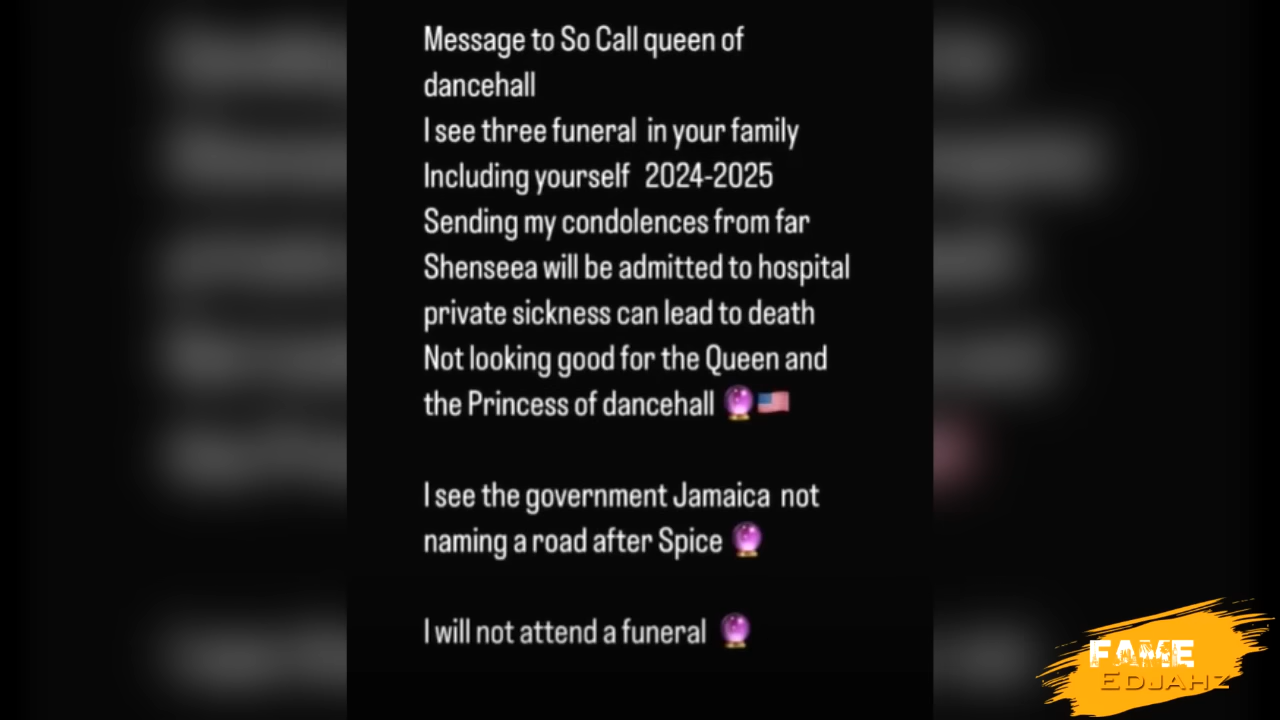 Message to So Call queen of
dancehall
I see three funeral in your family
Including yourself 2024-2025
Sending my condolences from far
Shenseea will be admitted to hospital
private sickness can lead to death
Not looking good for the Queen and
the Princess of dancehall 🔮🇺🇸
I see the government Jamaica not
naming a road after Spice 🔮
I will not attend a funeral 🔮
FAME
EDJAHZ